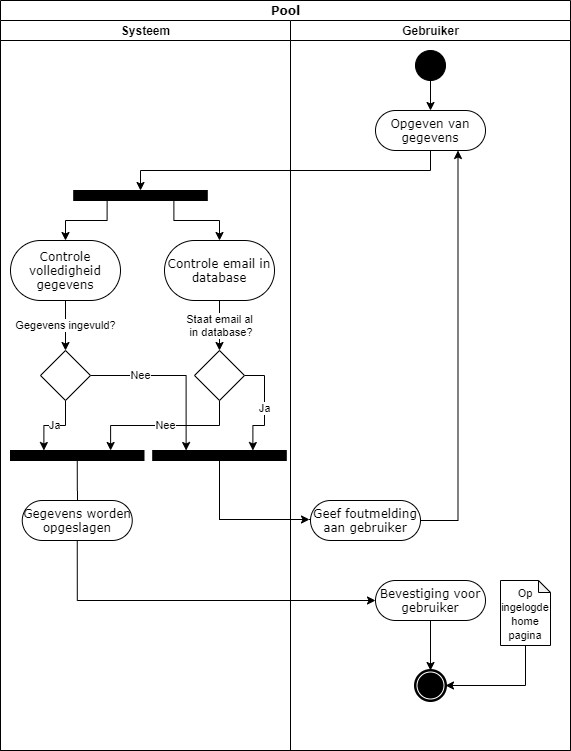 Pool
Systeem
Gebruiker
Opgeven van
gegevens
Controle
volledigheid
gegevens
Controle email in
database
Gegevens ingevuld?
Staat email al
in database?
Nee
Ja
Ja
Nee
Gegevens worden
opgeslagen
Geef foutmelding
aan gebruiker
Bevestiging voor
gebruiker
Op
ingelogde
home
pagina